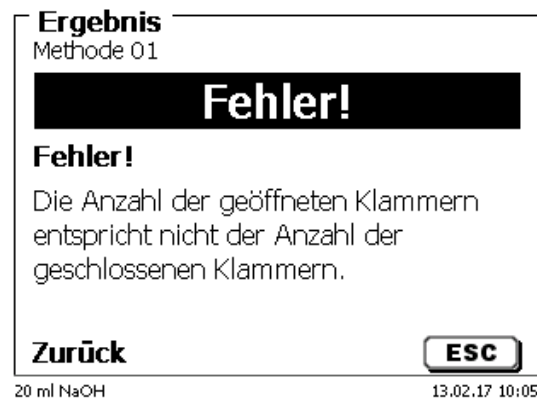 Ergebnis
Methode 01
Fehler!
Fehler!
Die Anzahl der geöffneten Klammern
entspricht nicht der Anzahl der
geschlossenen Klammern.
Zurück ESC
20 ml NaOH 13.02.17 10:05